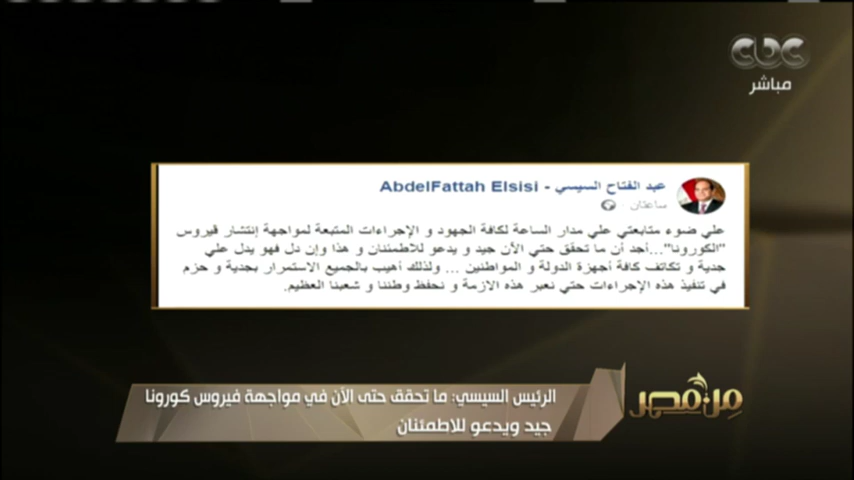 CBC
مباشر
عبد الفتاح السيسي - AbdelFattah Elsisi
ساعتان
علي ضوء متابعتي علي مدار الساعة لكافة الجهود و الإجراءات المتبعة لمواجهة إنتشار فيروس
"الكورونا"...أجد أن ما تحقق حتي الأن جيد و يدعو للاطمئنان و هذا وإن دل فهو يدل علي
جدية و تكاتف كافة أجهزة الدولة و المواطنين ... ولذلك أهيب بالجميع الاستمرار بجدية و حزم
في تنفيذ هذه الإجراءات حتي نعبر هذه الازمة و نحفظ وطننا و شعبنا العظيم.
الرئيس السيسي: ما تحقق حتى الأن في مواجهة فيروس كورونا
جيد ويدعو للاطمئنان
من مصر